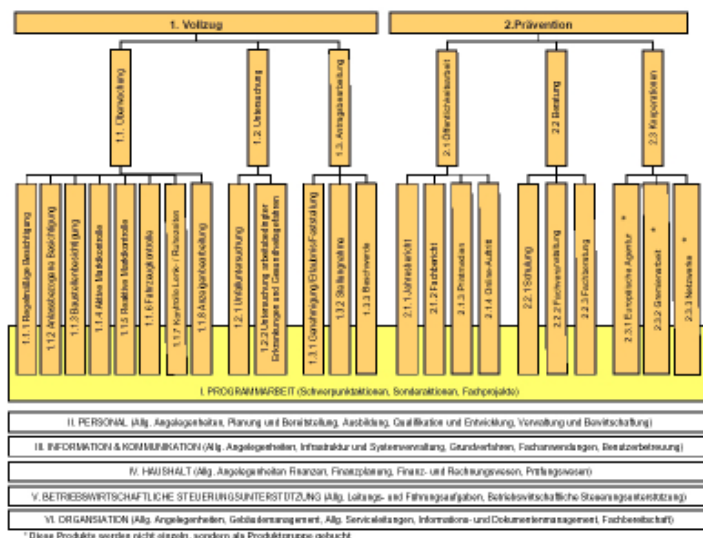 1. Vollzug
2.Prävention
1.1. Überwachung
1.2. Untersuchung
1.3. Antragsbearbeitung
2.1 Öffentlichkeitsarbeit
2.2 Beratung
2.3 Kooperationen
1.1.1 Regelmäßige Besichtigung
1.1.2 Anlassbezogene Besichtigung
1.1.3 Baustellenbesichtigung
1.1.4 Aktive Marktkontrolle
1.1.5 Reaktive Marktkontrolle
1.1.6 Fahrzeugkontrolle
1.1.7 Kontrolle Lenk- / Ruhezeiten
1.1.8 Anzeigenbearbeitung
1.2.1 Unfalluntersuchung
1.2.2 Untersuchung arbeitsbedingter
Erkrankungen und Gesundheitsgefahren
1.3.1 Genehmigung/Erlaubnis/Feststellung
1.3.2 Stellungnahme
1.3.3 Beschwerde
2.1.1 Jahresbericht
2.1.2 Fachbericht
2.1.3 Printmedien
2.1.4 Online-Auftritt
2.2.1 Schulung
2.2.2 Fachveranstaltung
2.2.3 Fachberatung
2.3.1 Europäische Agentur *
2.3.2 Gremienarbeit *
2.3.3 Netzwerke *
I. PROGRAMMARBEIT (Schwerpunktaktionen, Sonderaktionen, Fachprojekte)
II. PERSONAL (Allg. Angelegenheiten, Planung und Bereitstellung, Ausbildung, Qualifikation und Entwicklung, Verwaltung und Bewirtschaftung)
III. INFORMATION & KOMMUNIKATION (Allg. Angelegenheiten, Infrastruktur und Systemverwaltung, Grundverfahren, Fachanwendungen, Benutzerbetreuung)
IV. HAUSHALT (Allg. Angelegenheiten Finanzen, Finanzplanung, Finanz- und Rechnungswesen, Prüfungswesen)
V. BETRIEBSWIRTSCHAFTLICHE STEUERUNGSUNTERSTÜTZUNG (Allg. Leitungs- und Führungsaufgaben, Betriebswirtschaftliche Steuerungsunterstützung)
VI. ORGANSIATION (Allg. Angelegenheiten, Gebäudemanagement, Allg. Serviceleitungen, Informations- und Dokumentenmanagement, Fachbereitschaft)
* Diese Produkte werden nicht einzeln, sondern als Produktgruppe gebucht